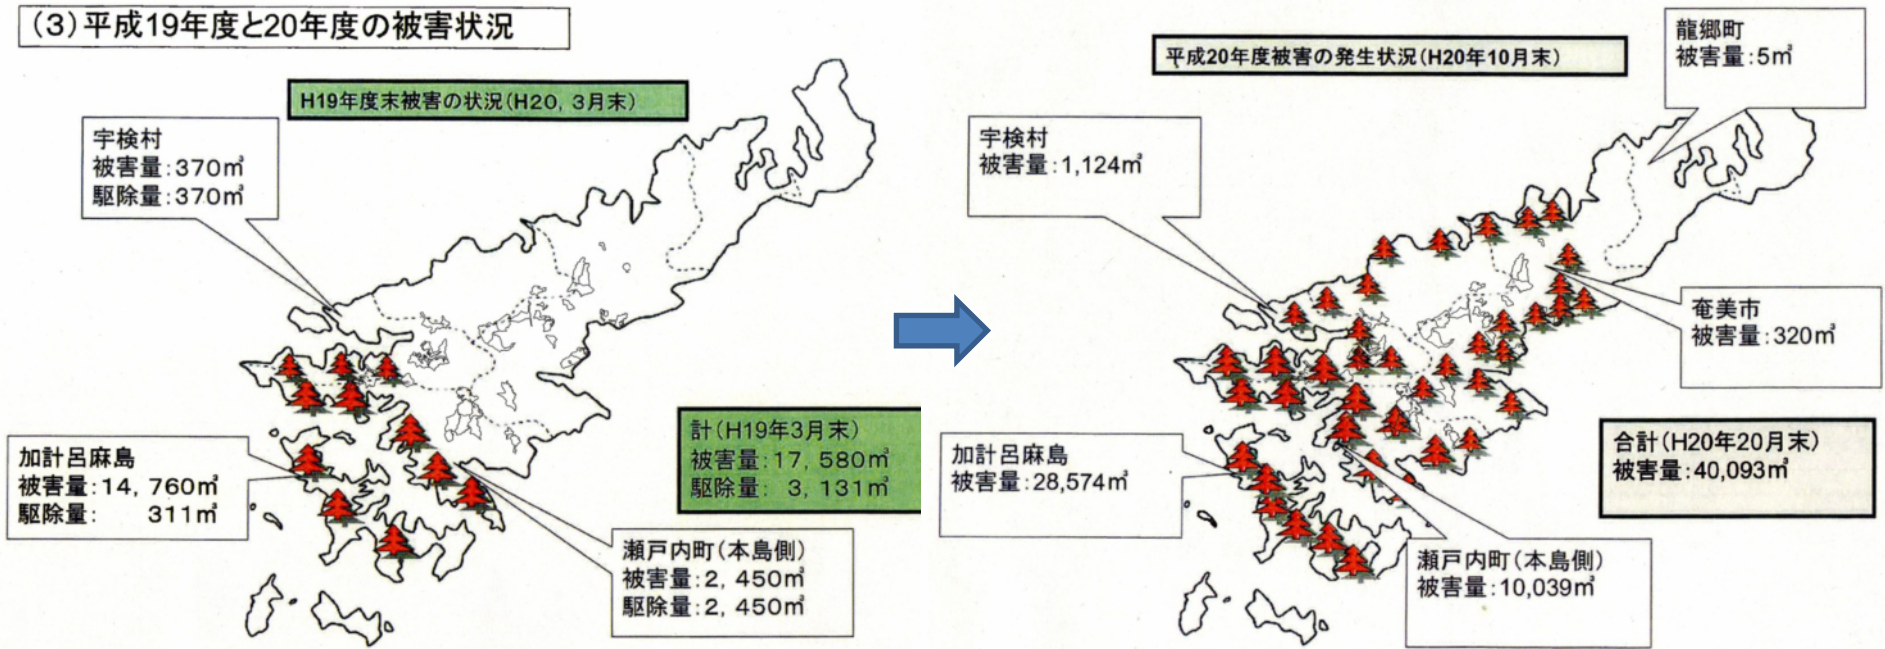 (3)平成19年度と20年度の被害状況
H19年度末被害の状況(H20, 3月末)
宇検村
被害量:370㎥
駆除量:370㎥
加計呂麻島
被害量:14, 760㎥
駆除量: 311㎥
計(H19年3月末)
被害量:17, 580㎥
駆除量: 3, 131㎥
瀬戸内町(本島側)
被害量:2, 450㎥
駆除量:2, 450㎥
平成20年度被害の発生状況(H20年10月末)
龍郷町
被害量:5㎥
宇検村
被害量:1,124㎥
奄美市
被害量:320㎥
加計呂麻島
被害量:28,574㎥
合計(H20年20月末)
被害量:40,093㎥
瀬戸内町(本島側)
被害量:10,039㎥